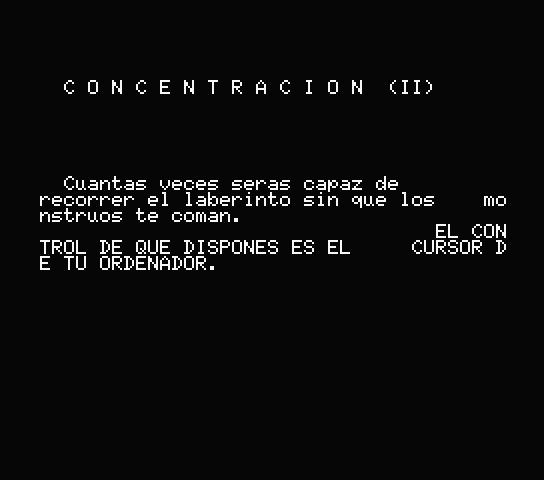 C O N C E N T R A C I O N (II)
Cuantas veces seras capaz de
recorrer el laberinto sin que los    mo
nstruos te coman.
EL CON
TROL DE QUE DISPONES ES EL     CURSOR D
E TU ORDENADOR.